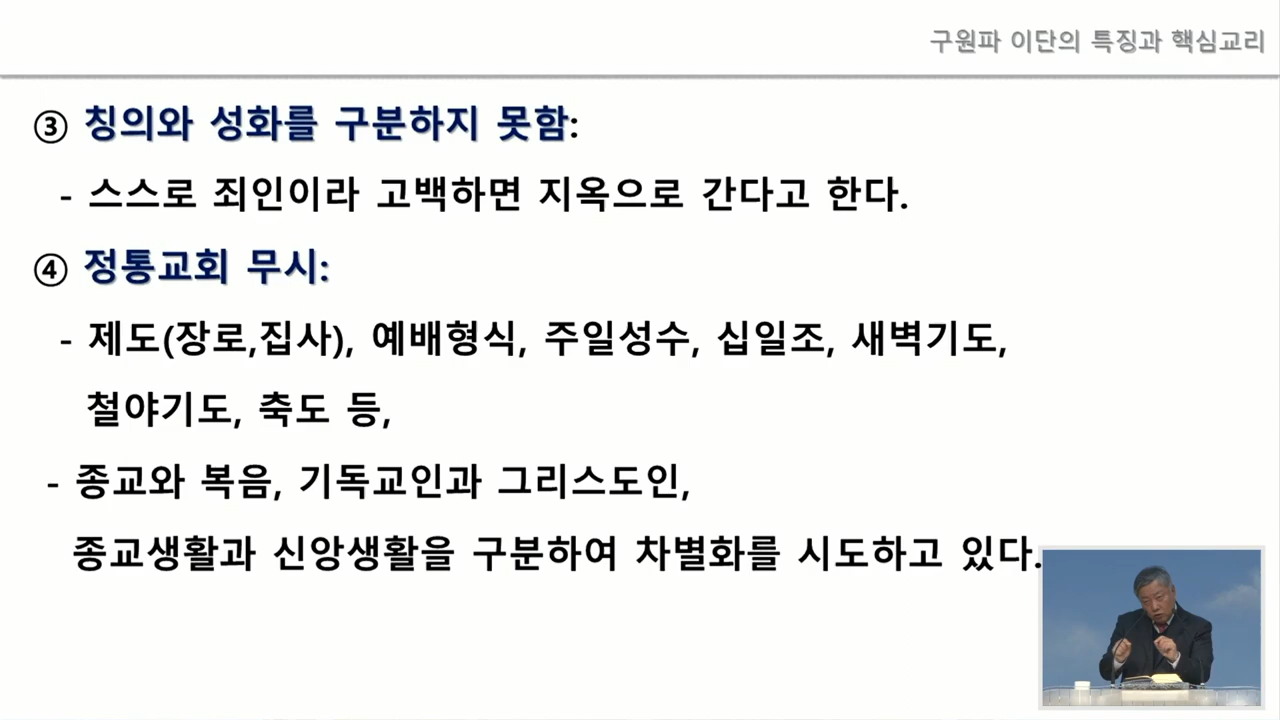 구원파 이단의 특징과 핵심교리
③ 칭의와 성화를 구분하지 못함:
- 스스로 죄인이라 고백하면 지옥으로 간다고 한다.
④ 정통교회 무시:
- 제도(장로,집사), 예배형식, 주일성수, 십일조, 새벽기도,
철야기도, 축도 등,
- 종교와 복음, 기독교인과 그리스도인,
종교생활과 신앙생활을 구분하여 차별화를 시도하고 있다.